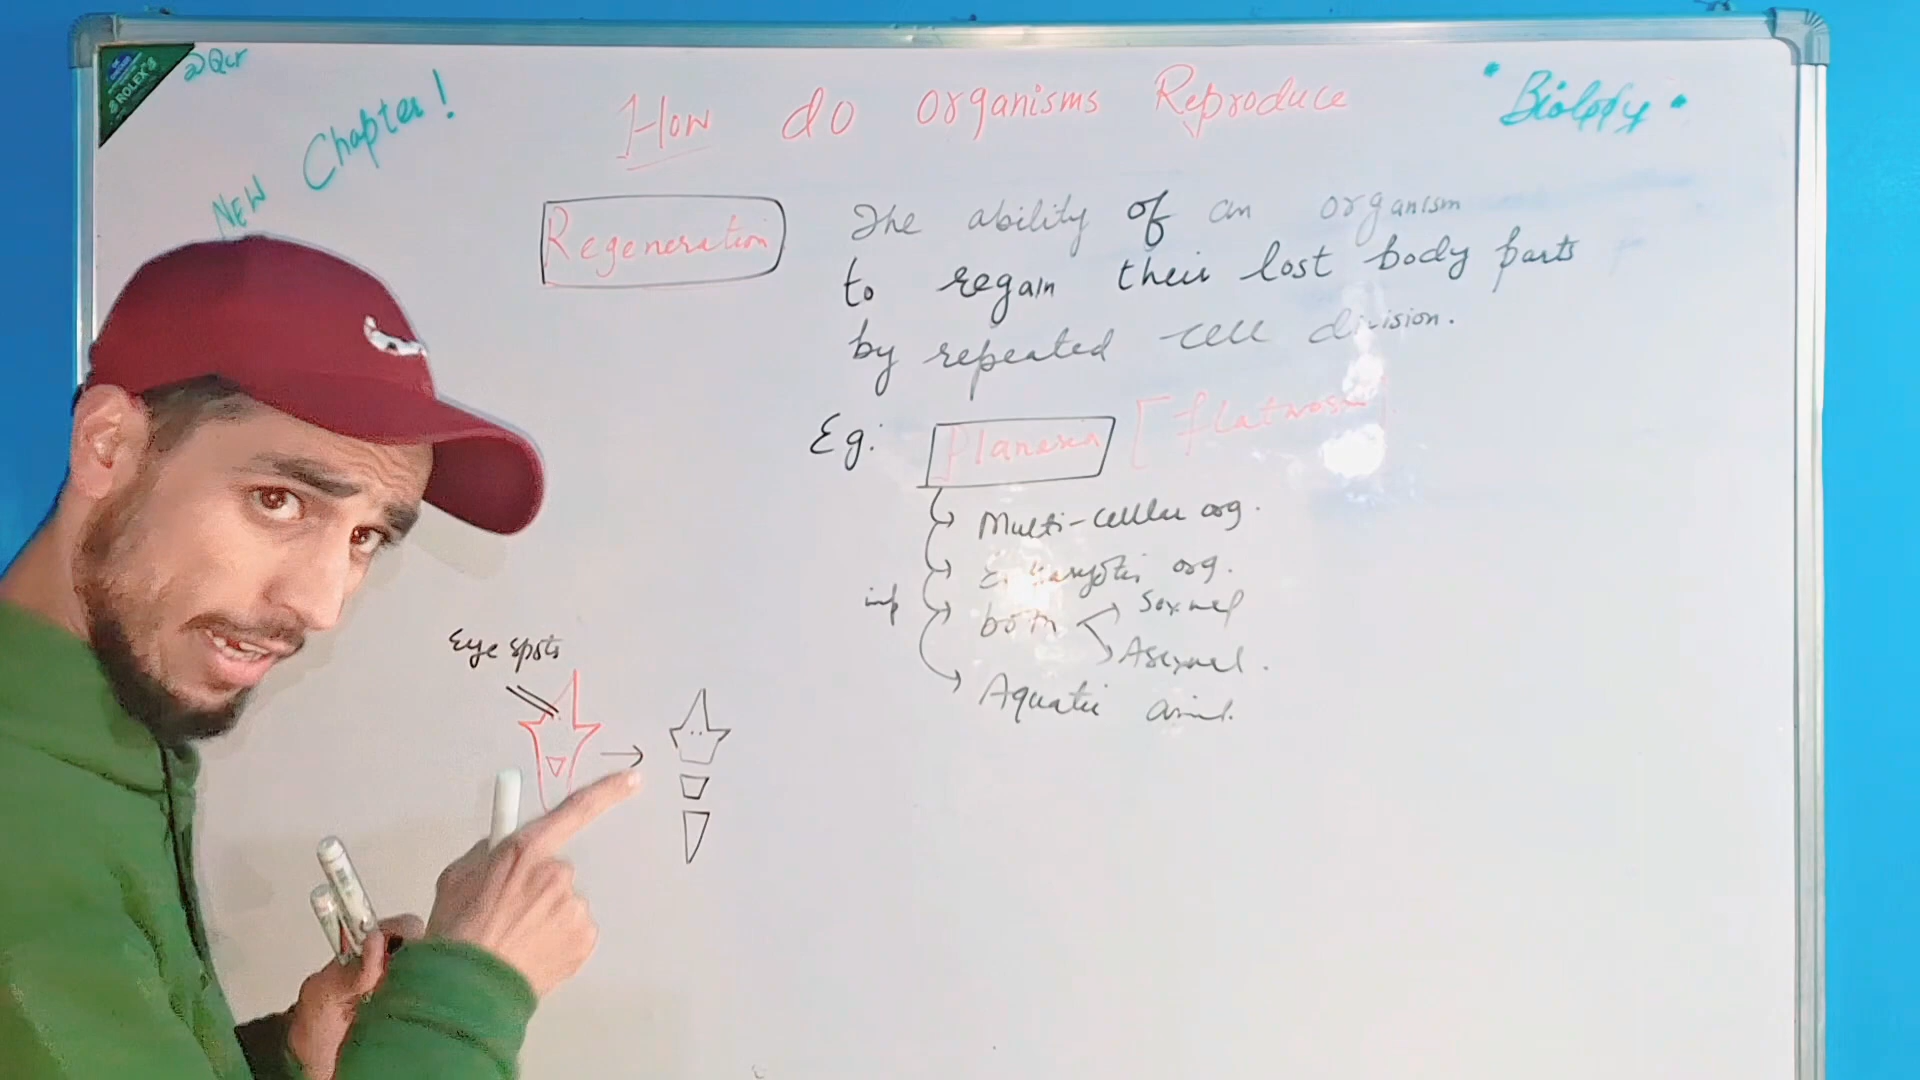 ROLEX
NEW Chapter!
How do organisms Reproduce
Biology
Regeneration
The ability of an organism
to regain their lost body parts
by repeated cell division.
Eg: Planaria [flatworm]
Multi-cellular org.
Eukaryotic org.
imp both Sexual
Asexual.
Aquatic
Eye spots